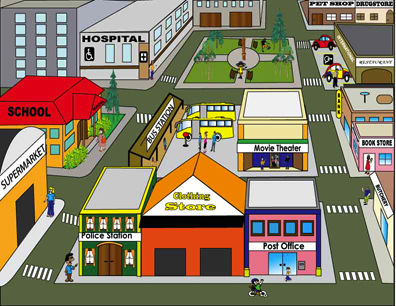 PET SHOP
DRUGSTORE
HOSPITAL
RESTAURANT
SCHOOL
BUS STATION
BOOK STORE
Movie Theater
SUPERMARKET
Clothing
Store
Police Station
Post Office